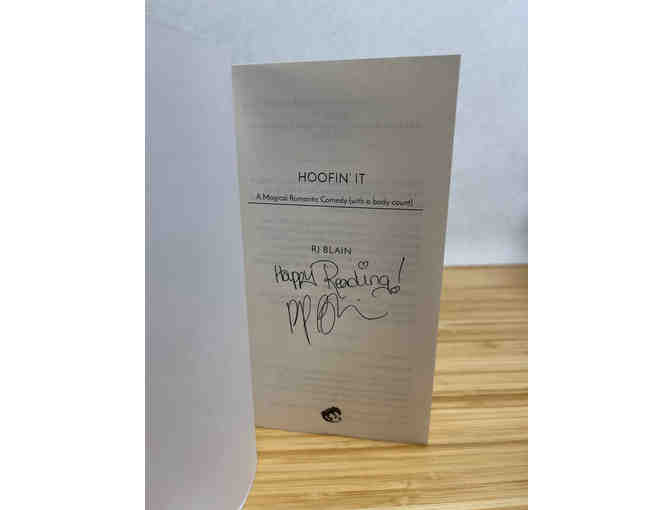 HOOFIN' IT
A Magical Romantic Comedy (with a body count)
RJ BLAIN
Happy Reading!